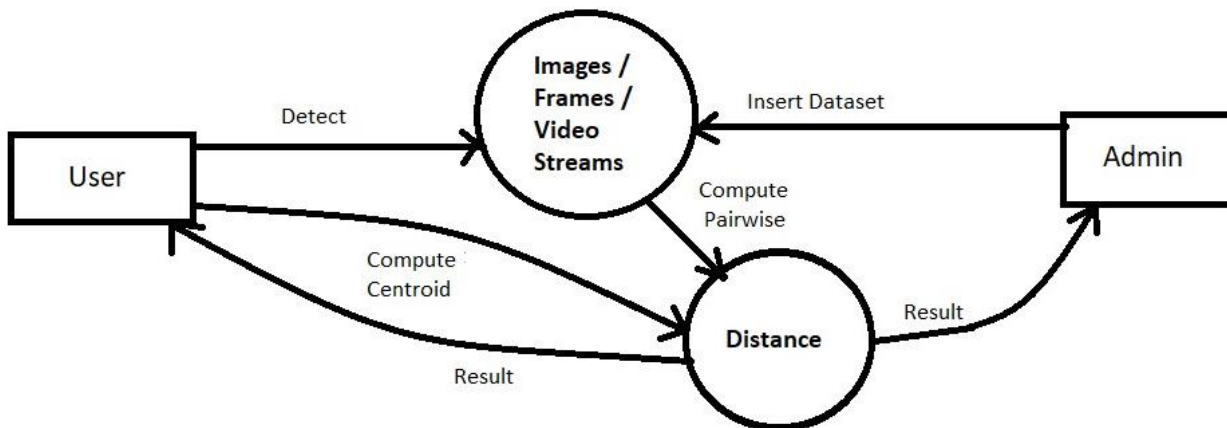 Images /
Frames /
Video
Streams
Detect
Insert Dataset
User
Admin
Compute
Pairwise
Compute
Centroid
Result
Distance
Result